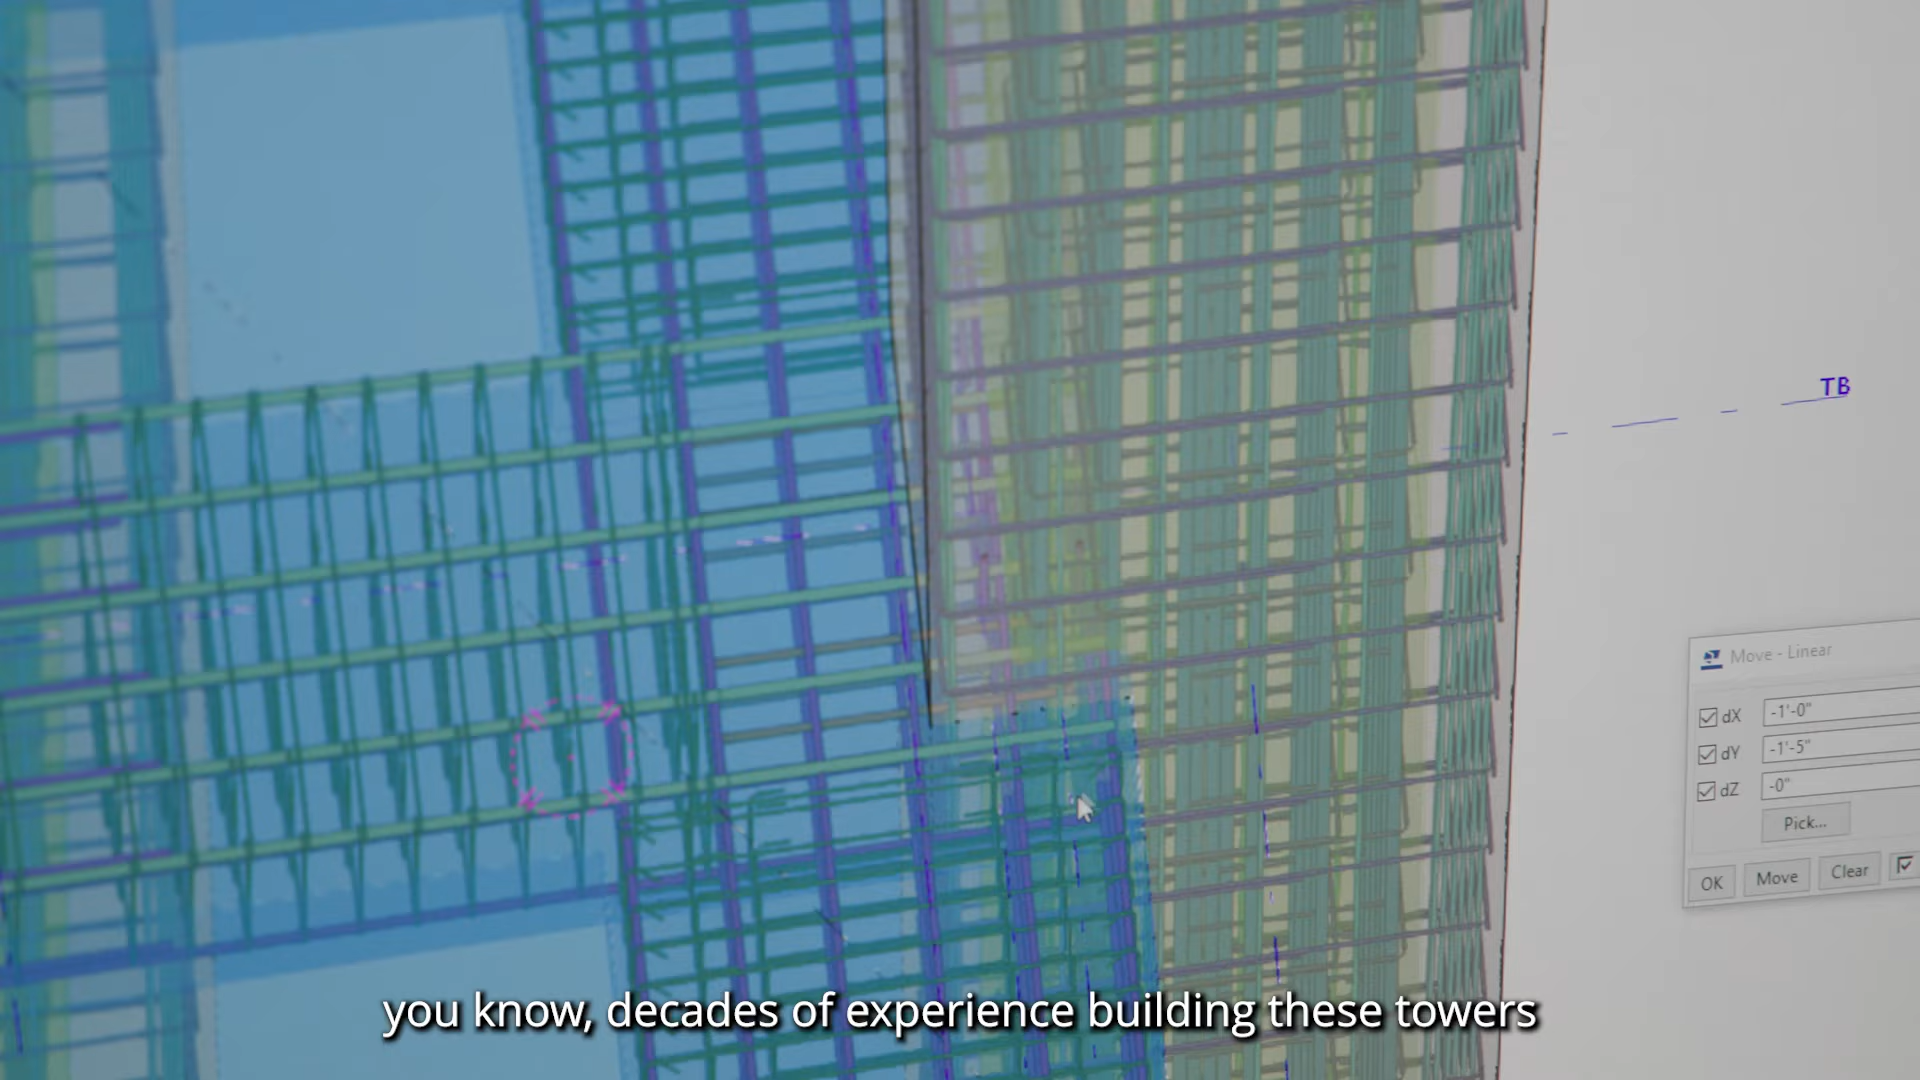 TB
Move - Linear
dX -1'-0"
dY -1'-5"
dZ -0"
Pick...
OK Move Clear
you know, decades of experience building these towers